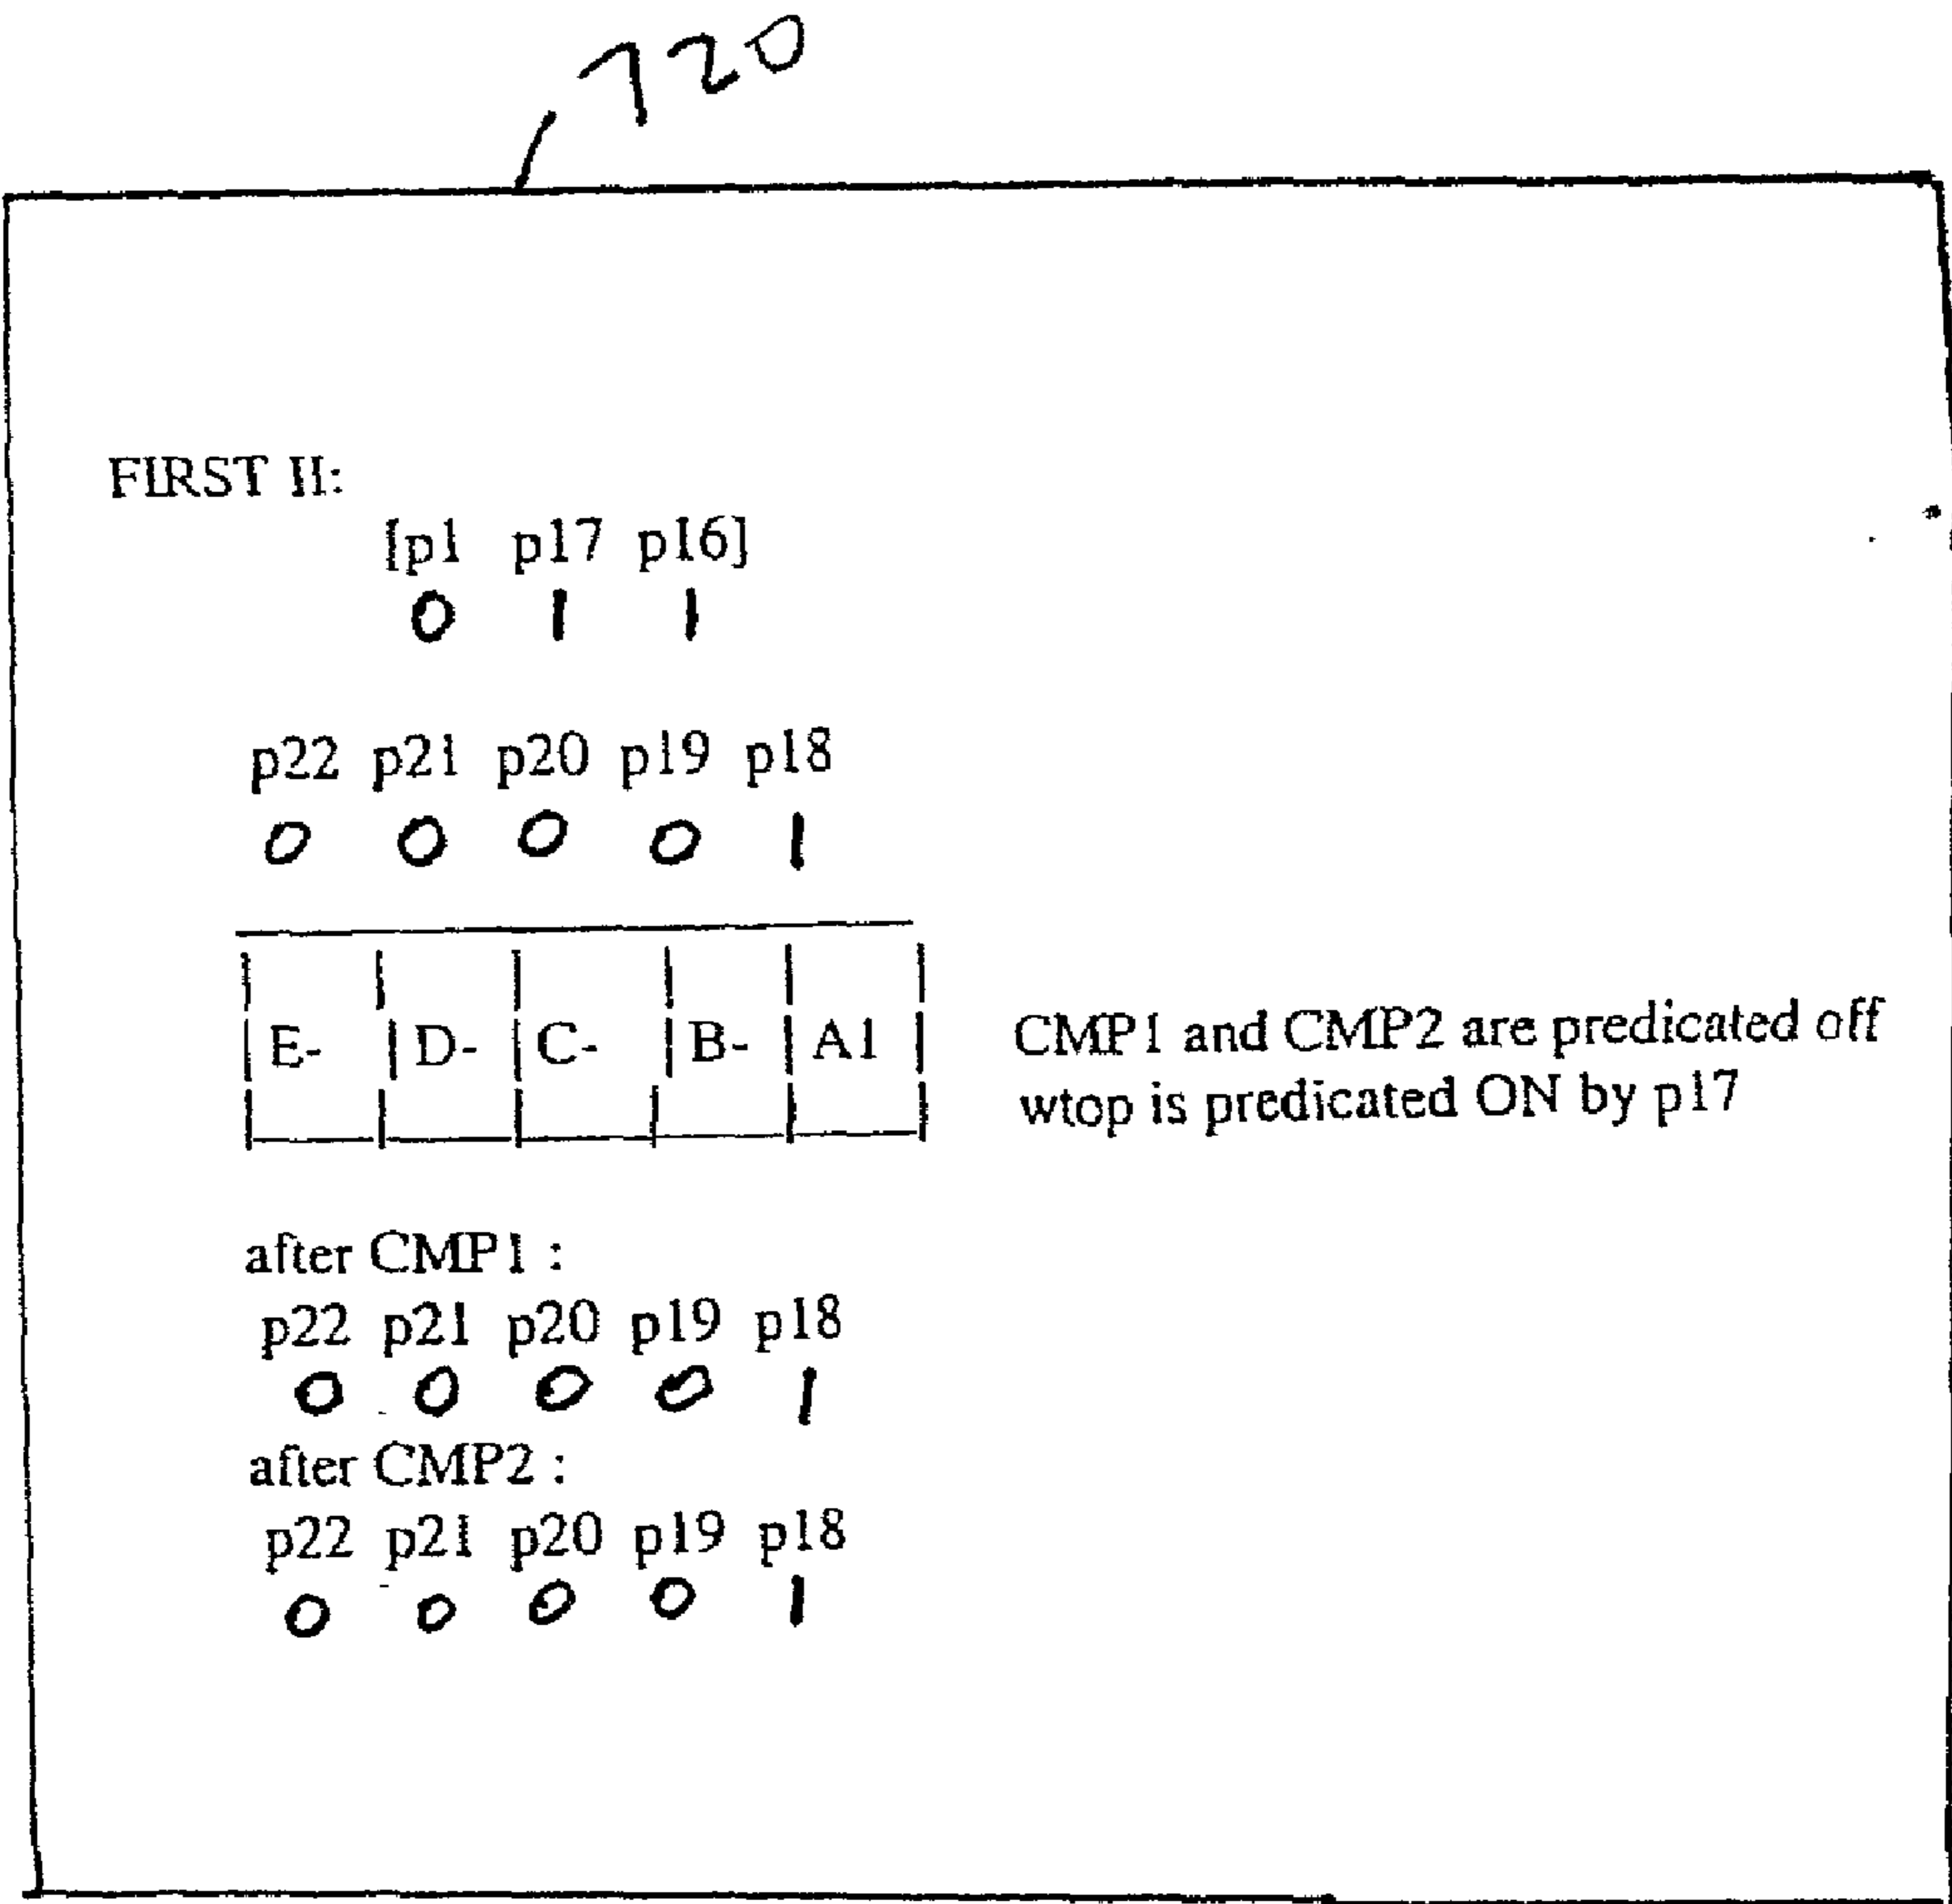 720
FIRST II:
[p1 p17 p16]
0 1 1
p22 p21 p20 p19 p18
0 0 0 0 1
E- D- C- B- A1
CMP1 and CMP2 are predicated off
wtop is predicated ON by p17
after CMP1 :
p22 p21 p20 p19 p18
0 0 0 0 1
after CMP2 :
p22 p21 p20 p19 p18
0 0 0 0 1